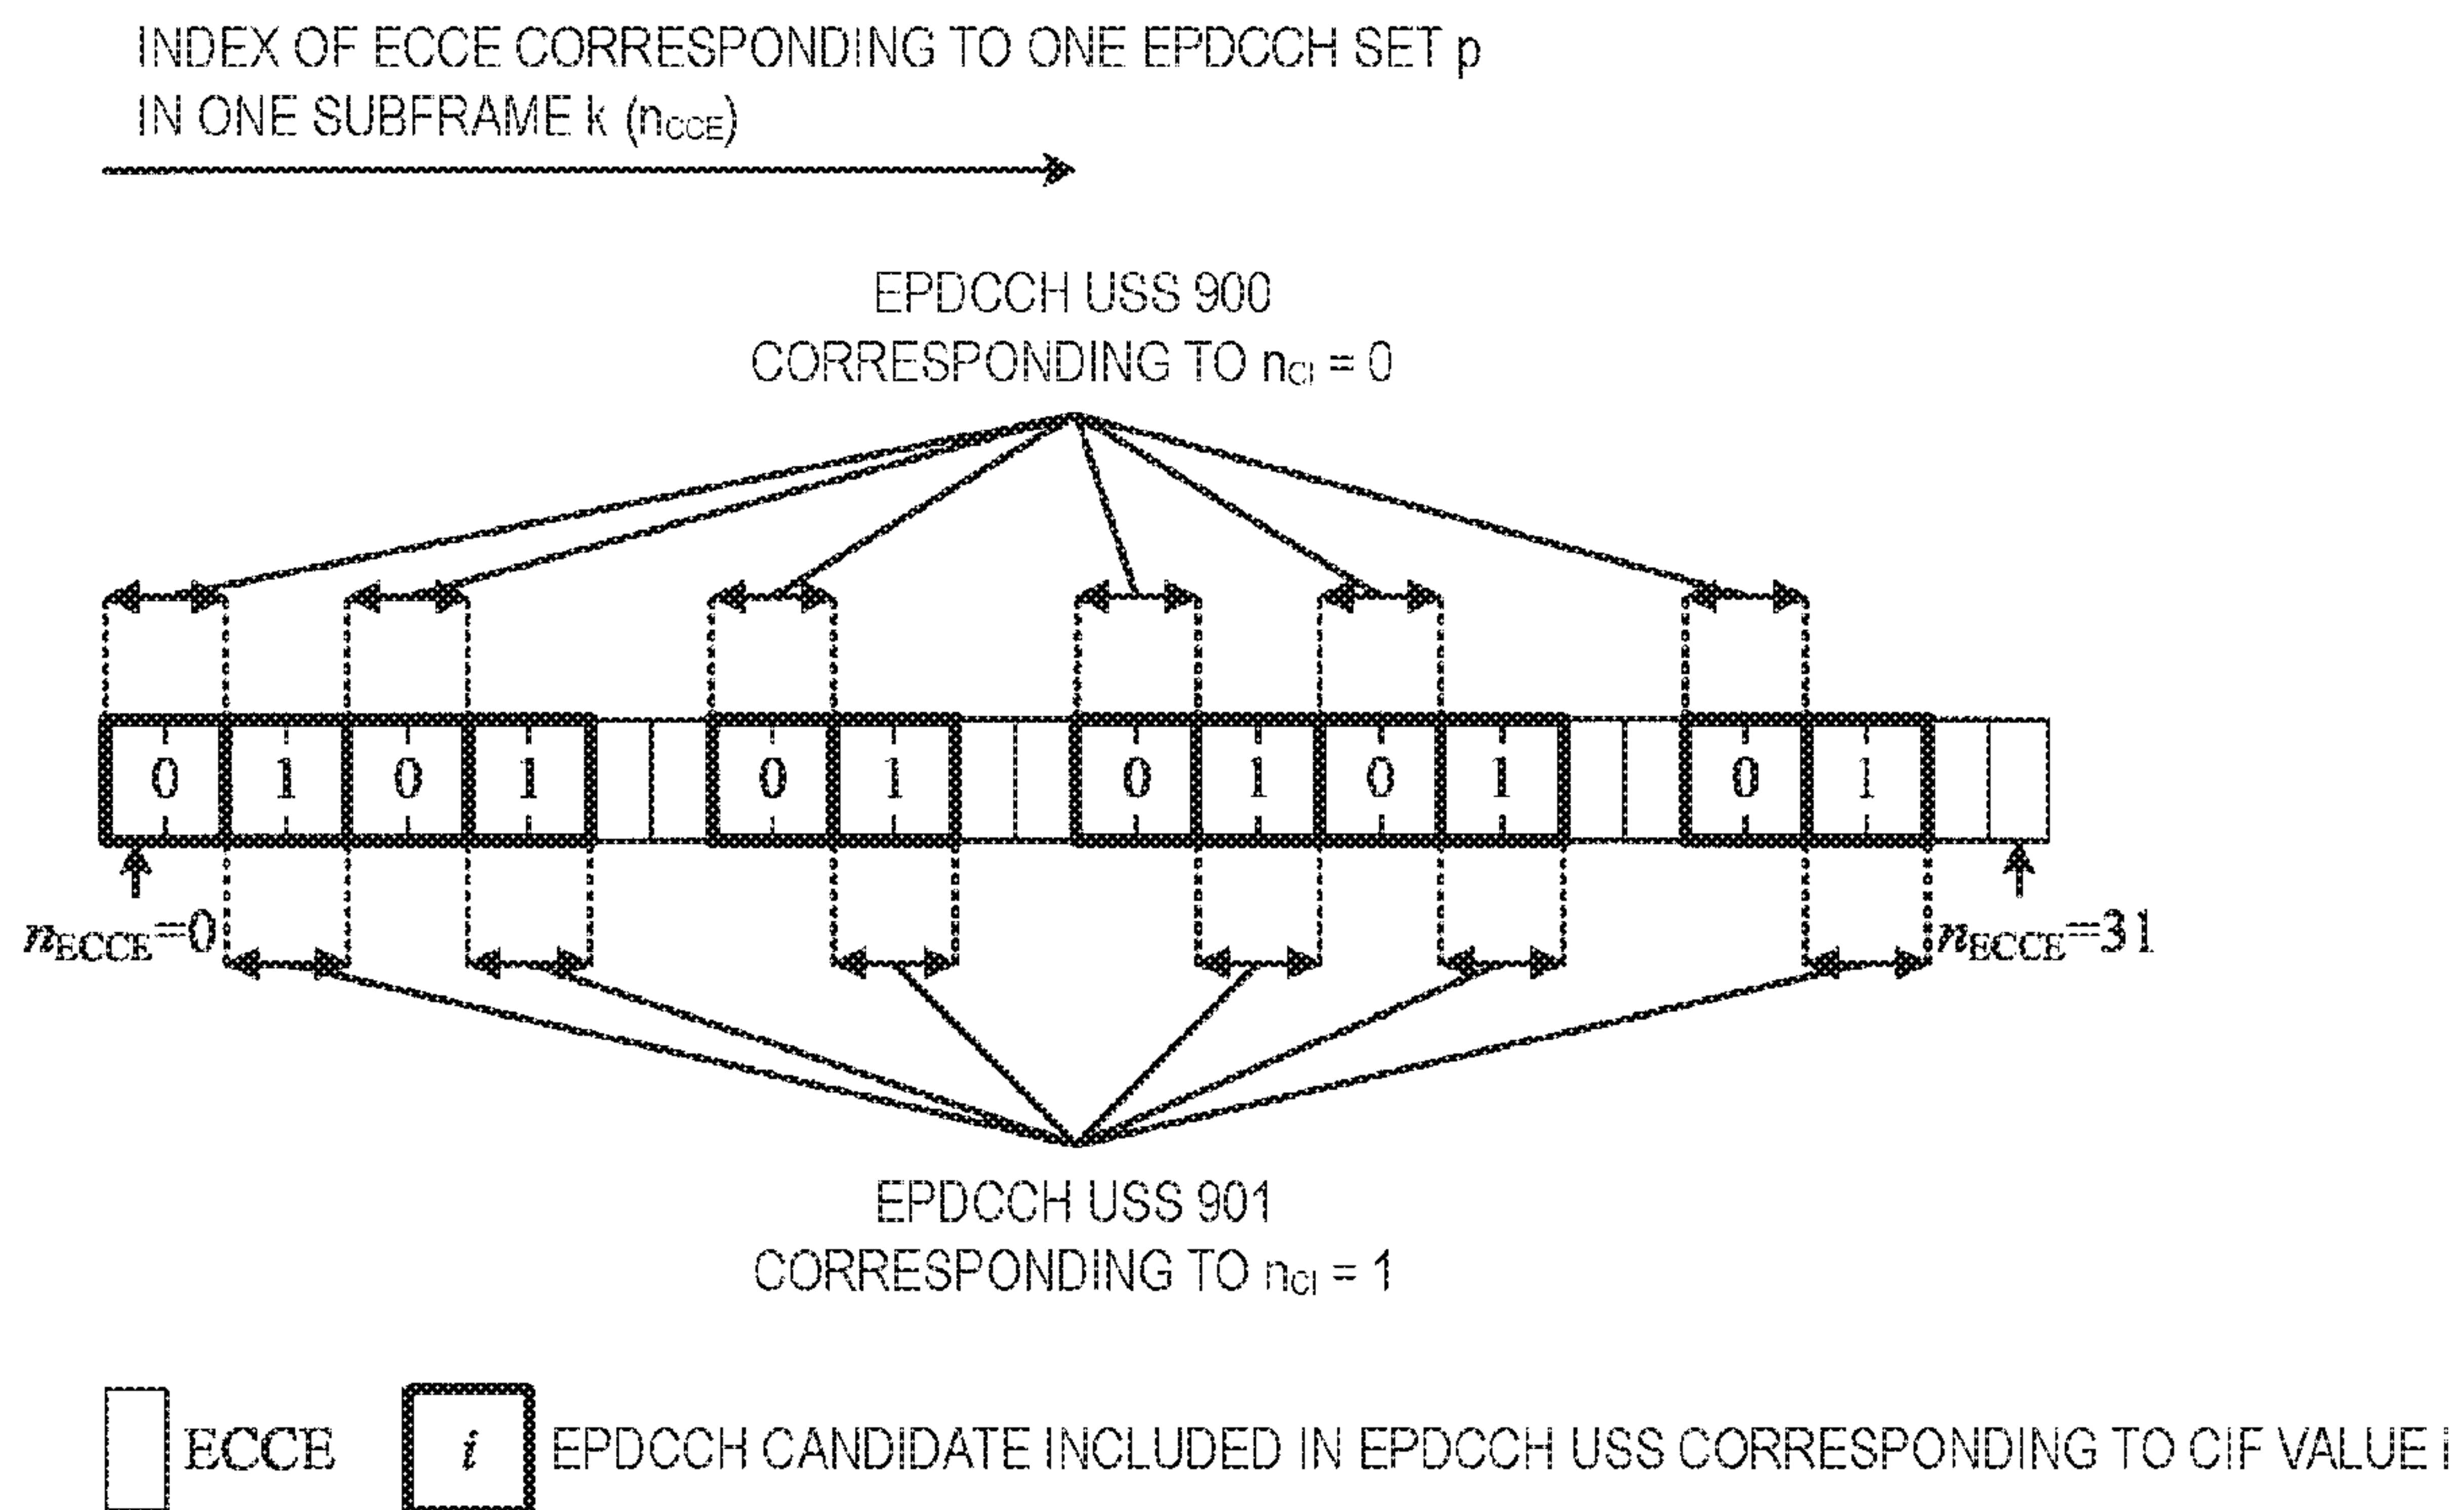 INDEX OF ECCE CORRESPONDING TO ONE EPDCCH SET p
IN ONE SUBFRAME k (nCCE)
EPDCCH USS 900
CORRESPONDING TO nCI = 0
0 1 0 1 0 1 0 1 0 1 0 1
nECCE=0
nECCE=31
EPDCCH USS 901
CORRESPONDING TO nCI = 1
ECCE
i
EPDCCH CANDIDATE INCLUDED IN EPDCCH USS CORRESPONDING TO CIF VALUE i